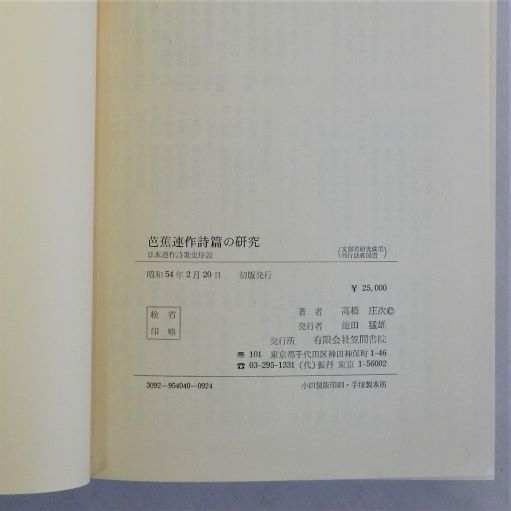 芭蕉連作詩篇の研究
日本連作詩歌史序説
(文部省研究成果
刊行助成図書)
昭和54年2月20日 初版発行
¥ 25,000
検 省
印 略
著者 高橋 庄次©
発行者 池田 猛雄
発行所 有限会社笠間書院
〠 101 東京都千代田区神田神保町1-46
☎ 03-295-1331 (代) 振替 東京 1-56002
3092-954040-0924 小田製版印刷・手塚製本所